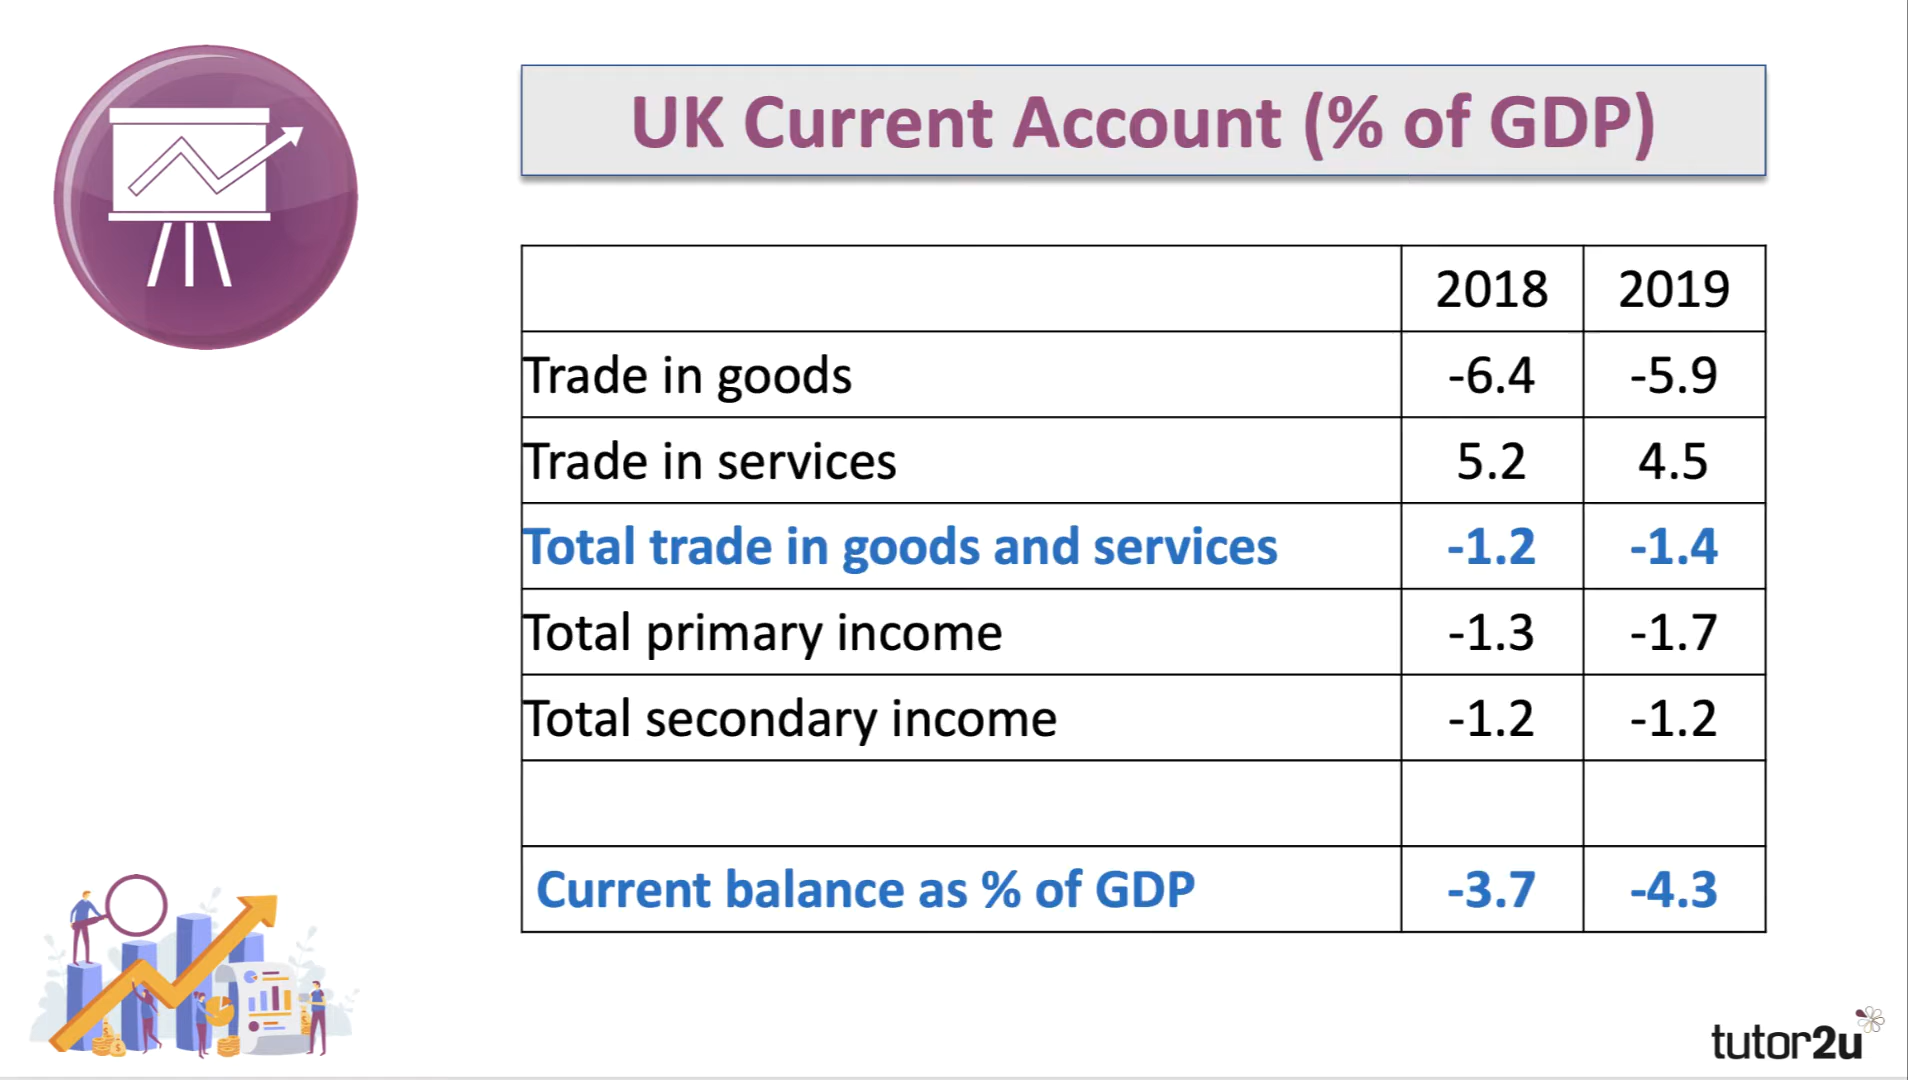 UK Current Account (% of GDP)
2018 2019
Trade in goods -6.4 -5.9
Trade in services 5.2 4.5
Total trade in goods and services -1.2 -1.4
Total primary income -1.3 -1.7
Total secondary income -1.2 -1.2
Current balance as % of GDP -3.7 -4.3
tutor2u